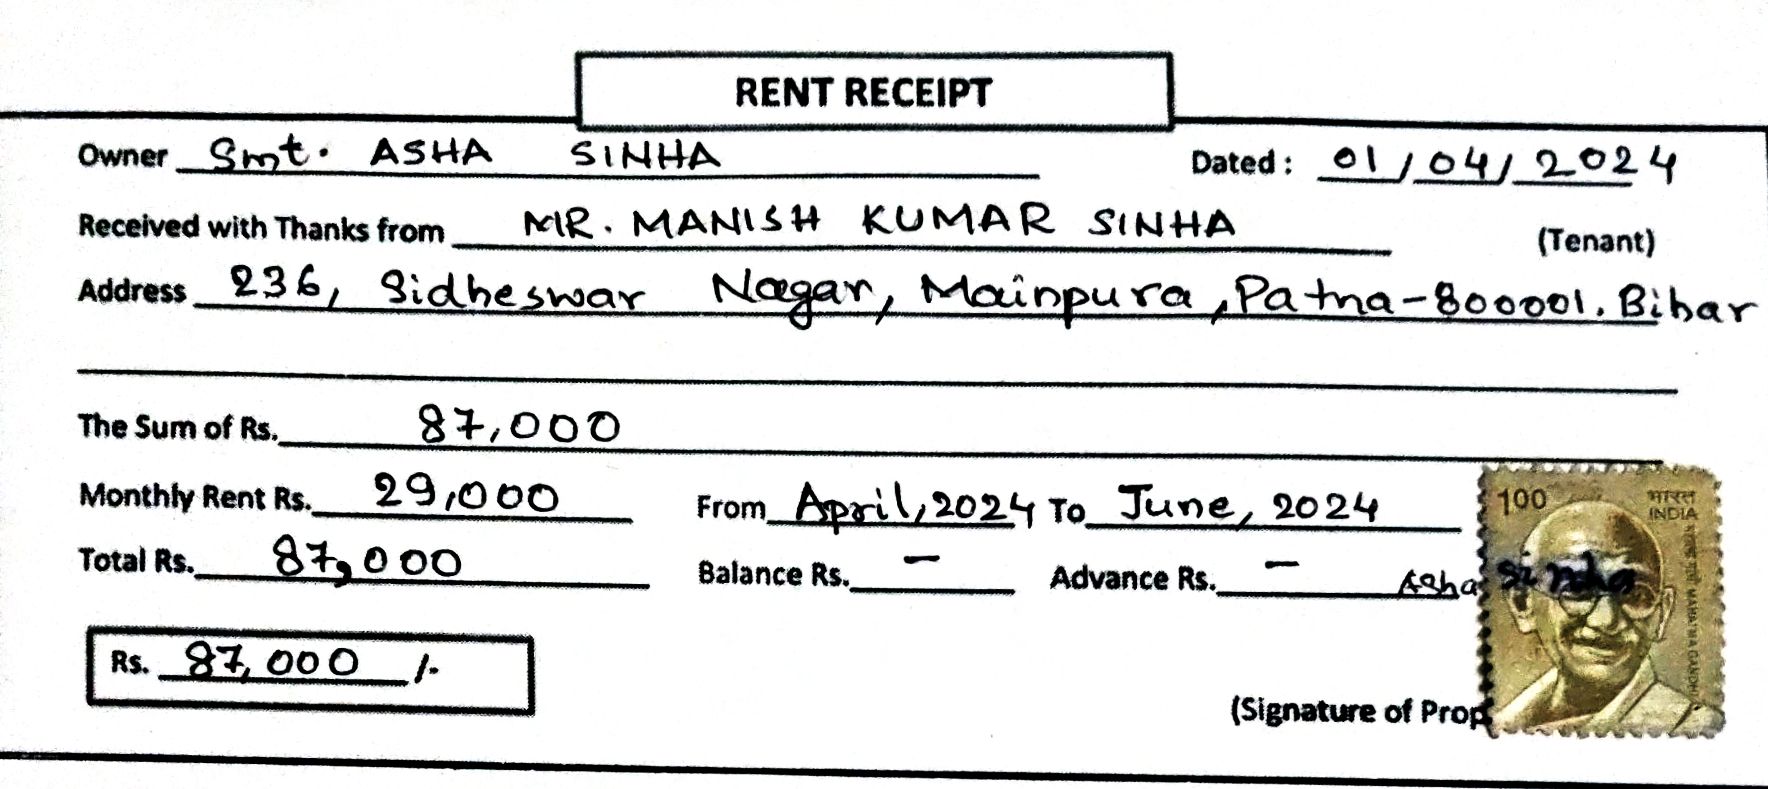 RENT RECEIPT
Owner Smt. ASHA SINHA Dated : 01/04/2024
Received with Thanks from MR. MANISH KUMAR SINHA (Tenant)
Address 236, Sidheswar Nagar, Mainpura, Patna-800001. Bihar
The Sum of Rs. 87,000
Monthly Rent Rs. 29,000 From April, 2024 To June, 2024
Total Rs. 87,000 Balance Rs. - Advance Rs. -
100 भारत
INDIA
Asha Sinha
MAHATMA GANDHI
Rs. 87,000 /-
(Signature of Prop